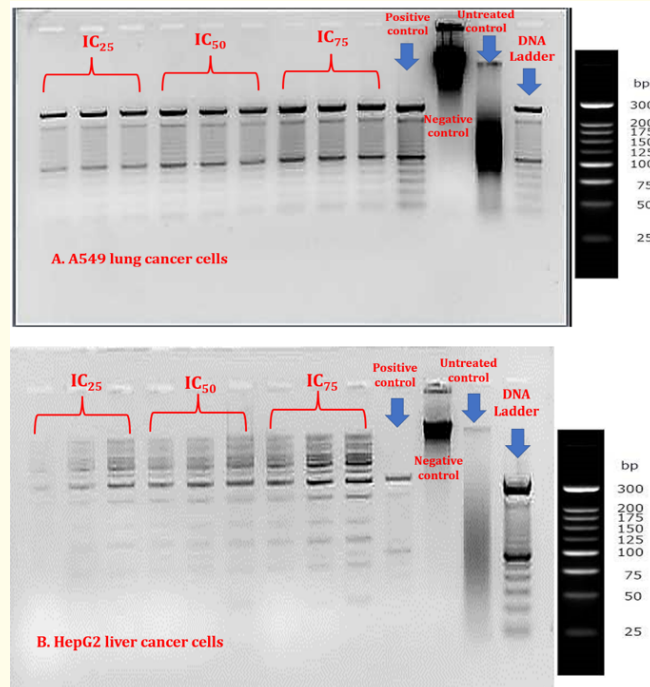 IC25
IC50
IC75
Positive
control
Untreated
control
DNA
Ladder
Negative
control
A. A549 lung cancer cells
bp
300
200
175
150
125
100
75
50
25
IC25
IC50
IC75
Positive
control
Untreated
control
DNA
Ladder
Negative
control
B. HepG2 liver cancer cells
bp
300
200
175
150
125
100
75
50
25